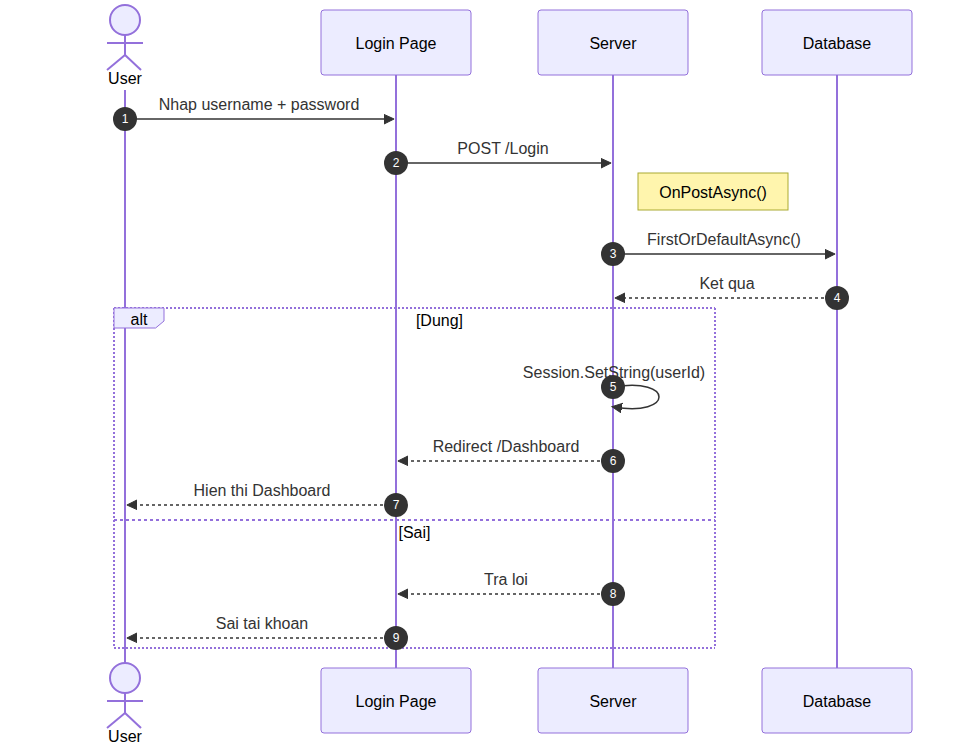 User
Login Page
Server
Database
Nhap username + password
1
POST /Login
2
OnPostAsync()
FirstOrDefaultAsync()
3
Ket qua
4
alt
[Dung]
Session.SetString(userId)
5
Redirect /Dashboard
6
Hien thi Dashboard
7
[Sai]
Tra loi
8
Sai tai khoan
9
User
Login Page
Server
Database